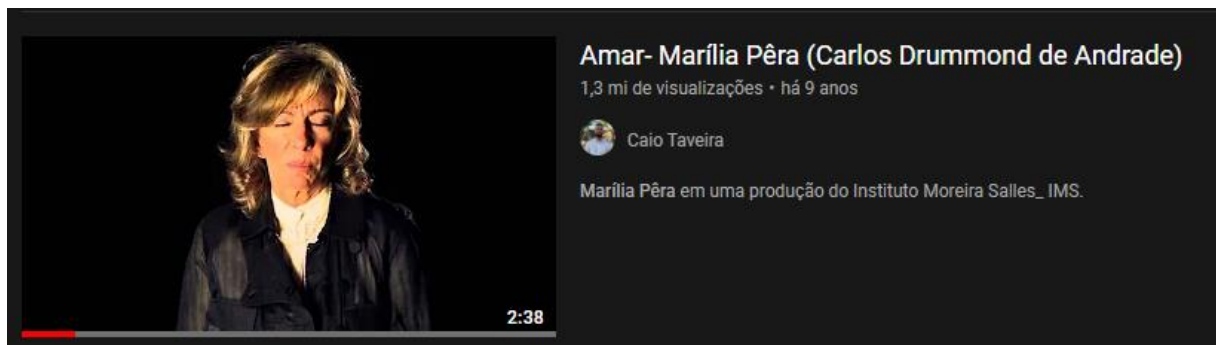 2:38
Amar- Marília Pêra (Carlos Drummond de Andrade)
1,3 mi de visualizações • há 9 anos
Caio Taveira
Marília Pêra em uma produção do Instituto Moreira Salles_ IMS.